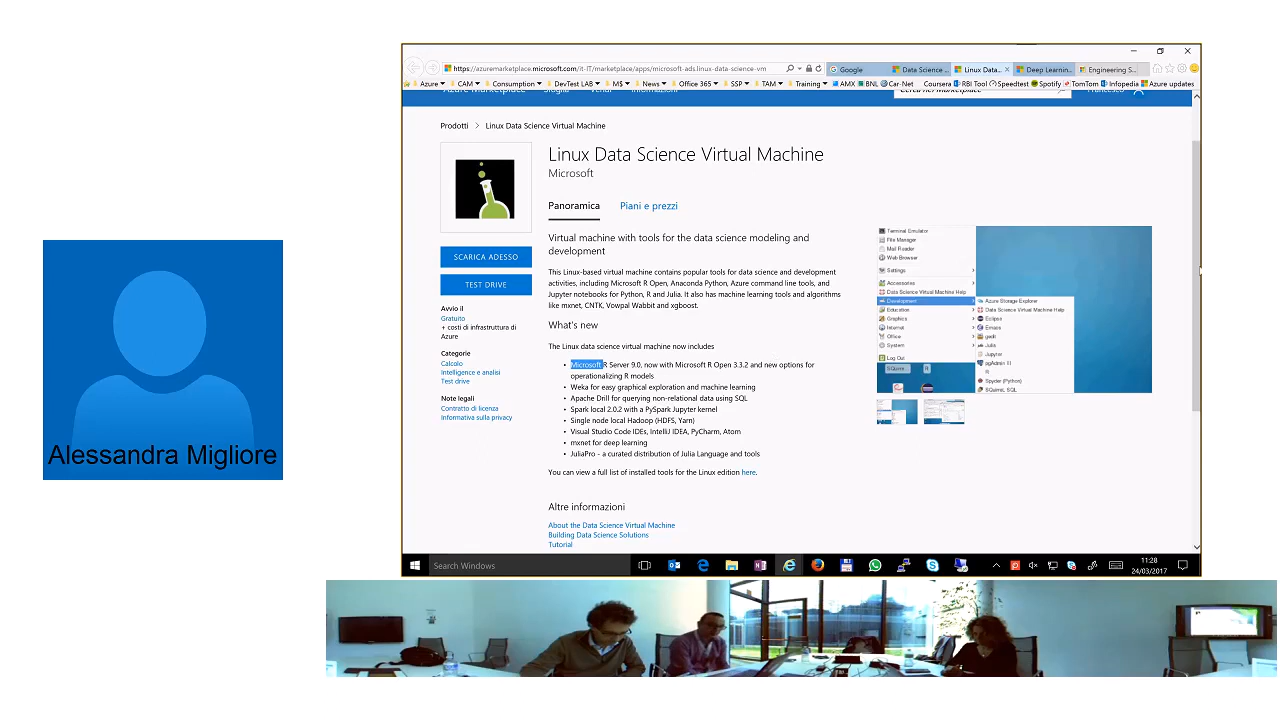 https://azuremarketplace.microsoft.com/it-IT/marketplace/apps/microsoft-ads.linux-data-science-vm
Google
Data Science ...
Linux Data...
Deep Learnin...
Engineering S...
Azure
CAM
Consumption
DevTest LAB
M$
News
Office 365
SSP
TAM
Training
AMX
BNL
Car-Net
Coursera
RBI Tool
Speedtest
Spotify
TomTom
Infopedia
Azure updates
Prodotti > Linux Data Science Virtual Machine
Linux Data Science Virtual Machine
Microsoft
Panoramica
Piani e prezzi
SCARICA ADESSO
TEST DRIVE
Avvio il
Gratuito
+ costi di infrastruttura di
Azure
Categorie
Calcolo
Intelligence e analisi
Test drive
Note legali
Contratto di licenza
Informativa sulla privacy
Virtual machine with tools for the data science modeling and
development
This Linux-based virtual machine contains popular tools for data science and development
activities, including Microsoft R Open, Anaconda Python, Azure command line tools, and
Jupyter notebooks for Python, R and Julia. It also has machine learning tools and algorithms
like mxnet, CNTK, Vowpal Wabbit and xgboost.
What's new
The Linux data science virtual machine now includes
• Microsoft R Server 9.0, now with Microsoft R Open 3.3.2 and new options for
operationalizing R models
• Weka for easy graphical exploration and machine learning
• Apache Drill for querying non-relational data using SQL
• Spark local 2.0.2 with a PySpark Jupyter kernel
• Single node local Hadoop (HDFS, Yarn)
• Visual Studio Code IDEs, IntelliJ IDEA, PyCharm, Atom
• mxnet for deep learning
• JuliaPro - a curated distribution of Julia Language and tools
You can view a full list of installed tools for the Linux edition here.
Altre informazioni
About the Data Science Virtual Machine
Building Data Science Solutions
Tutorial
Terminal Emulator
File Manager
Mail Reader
Web Browser
Settings
Accessories
Data Science Virtual Machine Help
Development
Education
Graphics
Internet
Office
System
Log Out
Azure Storage Explorer
Data Science Virtual Machine Help
Eclipse
Emacs
gedit
Julia
Jupyter
pgAdmin III
R
Spyder (Python)
SQuirreL SQL
Search Windows
11:28
24/03/2017
Alessandra Migliore